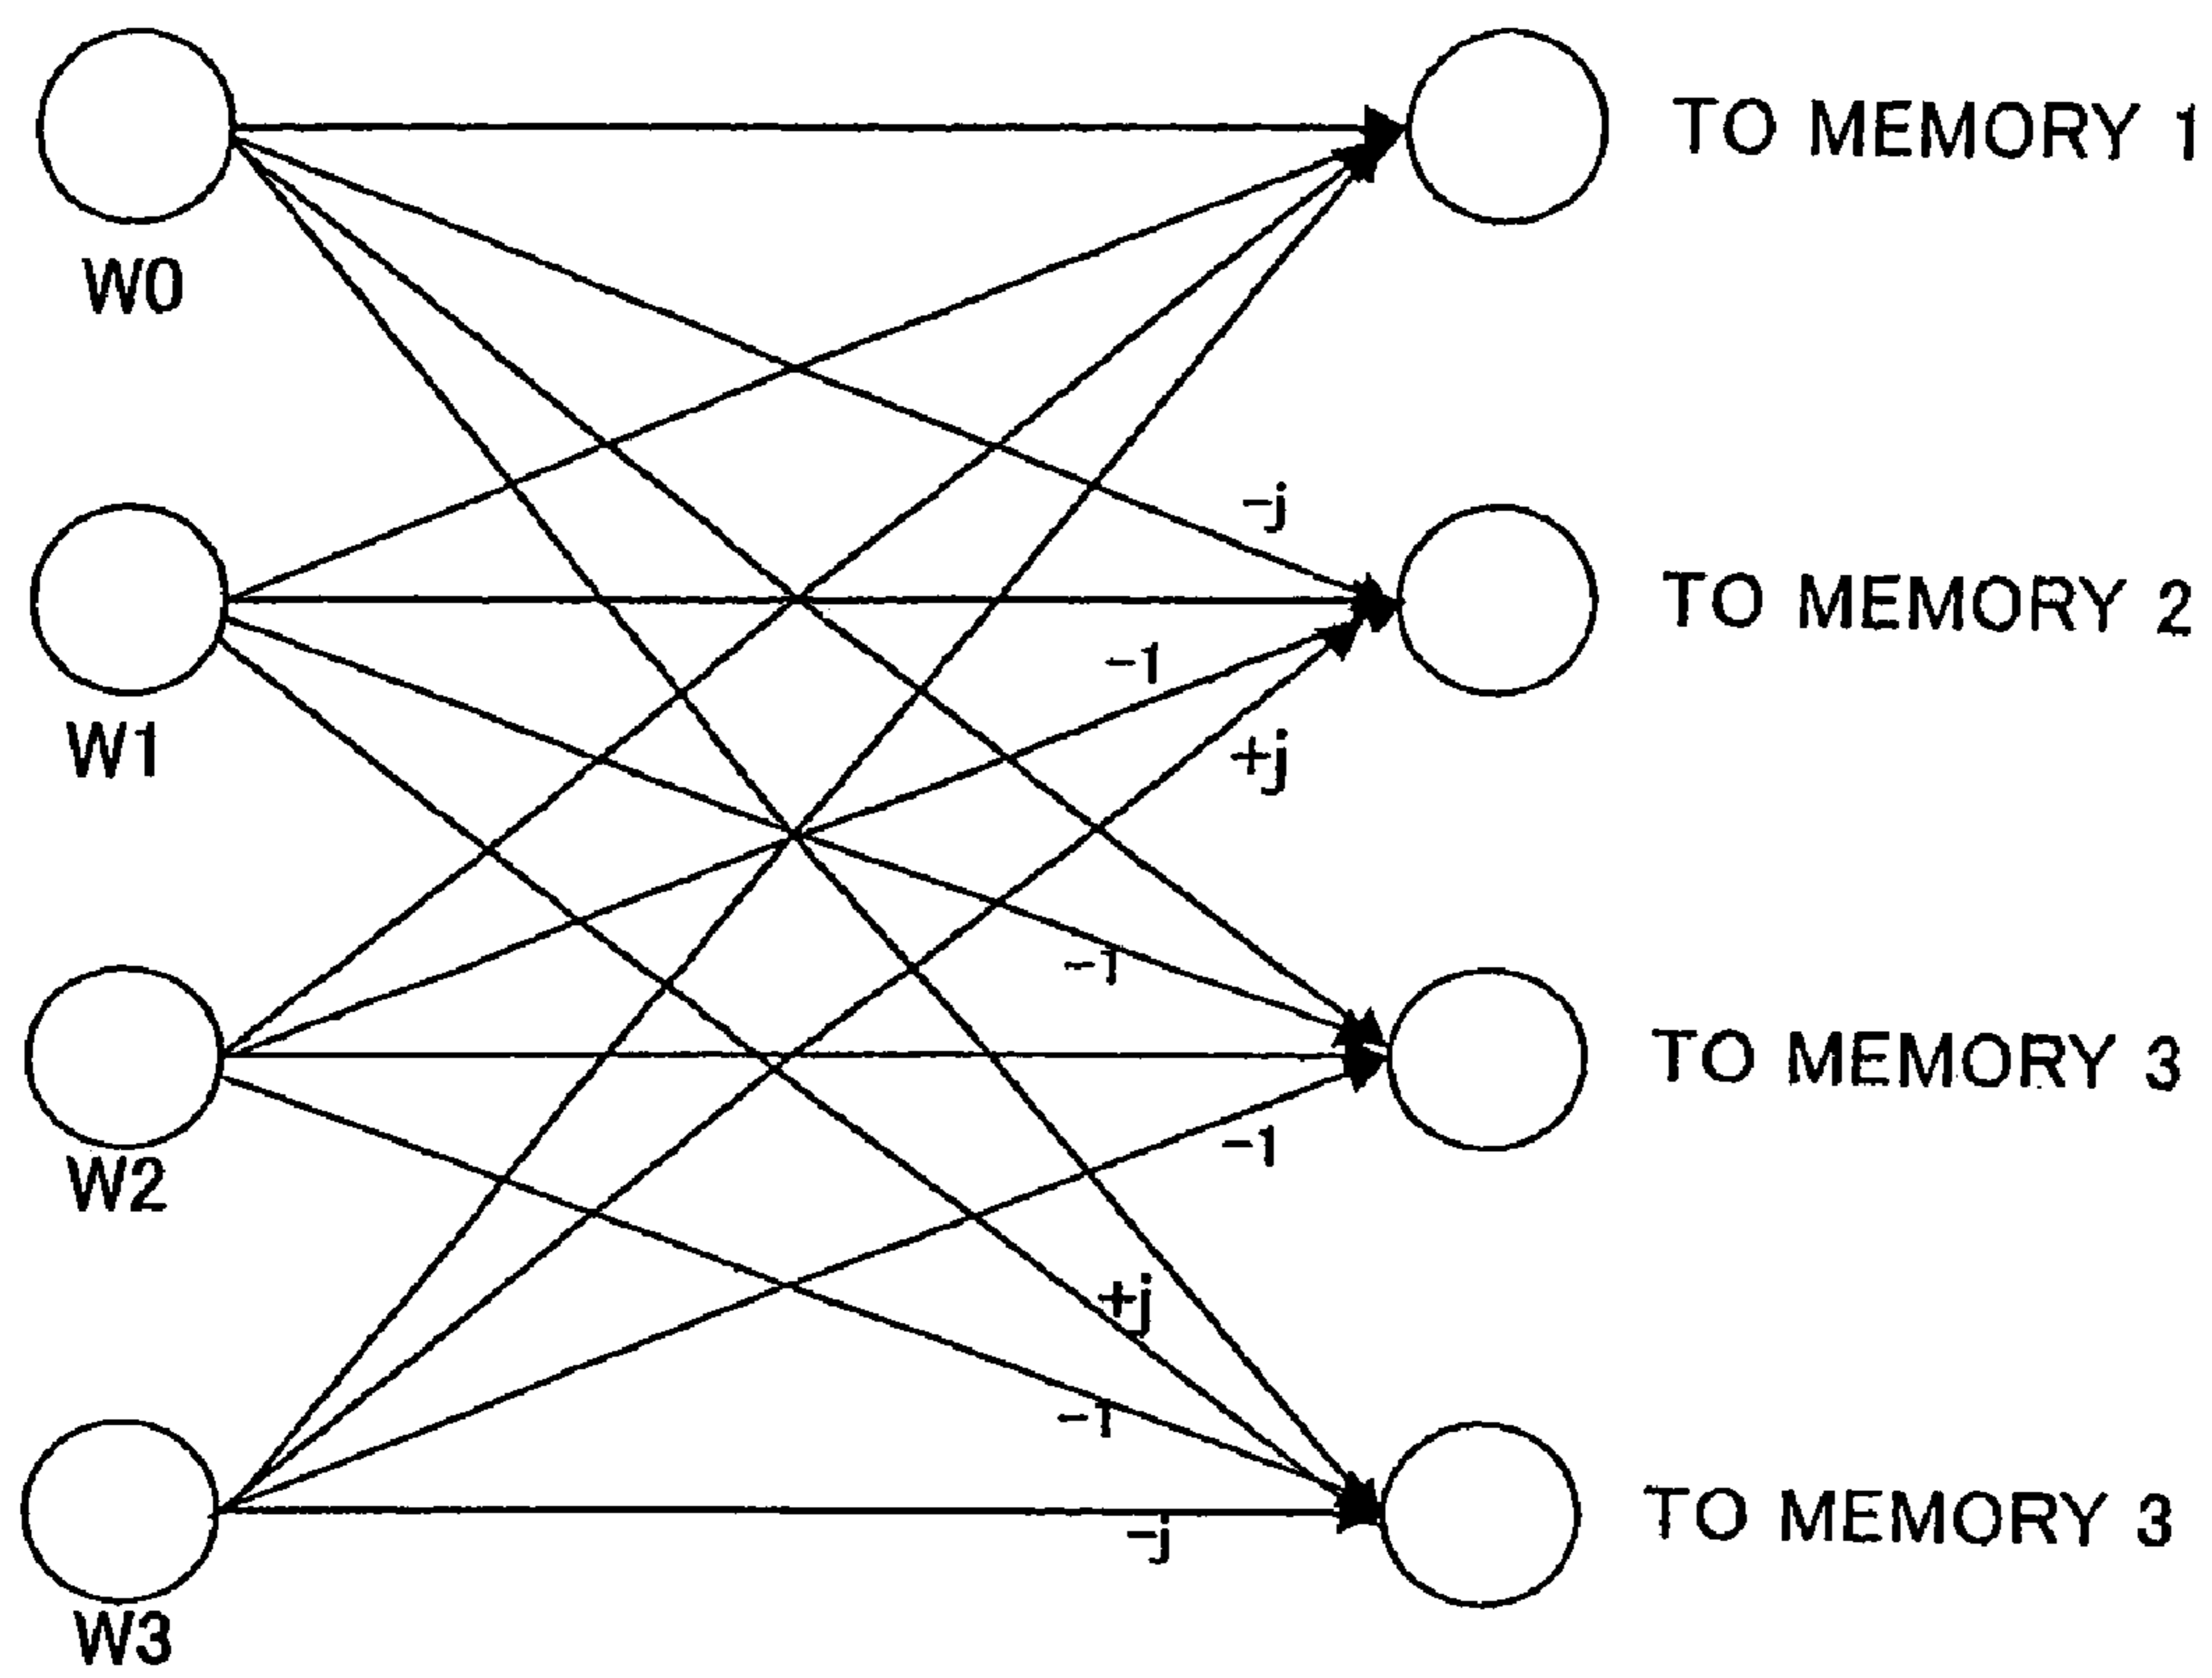 TO MEMORY 1
W0
-j
TO MEMORY 2
-1
W1
+j
-1
TO MEMORY 3
-1
W2
+j
-1
TO MEMORY 3
-j
W3